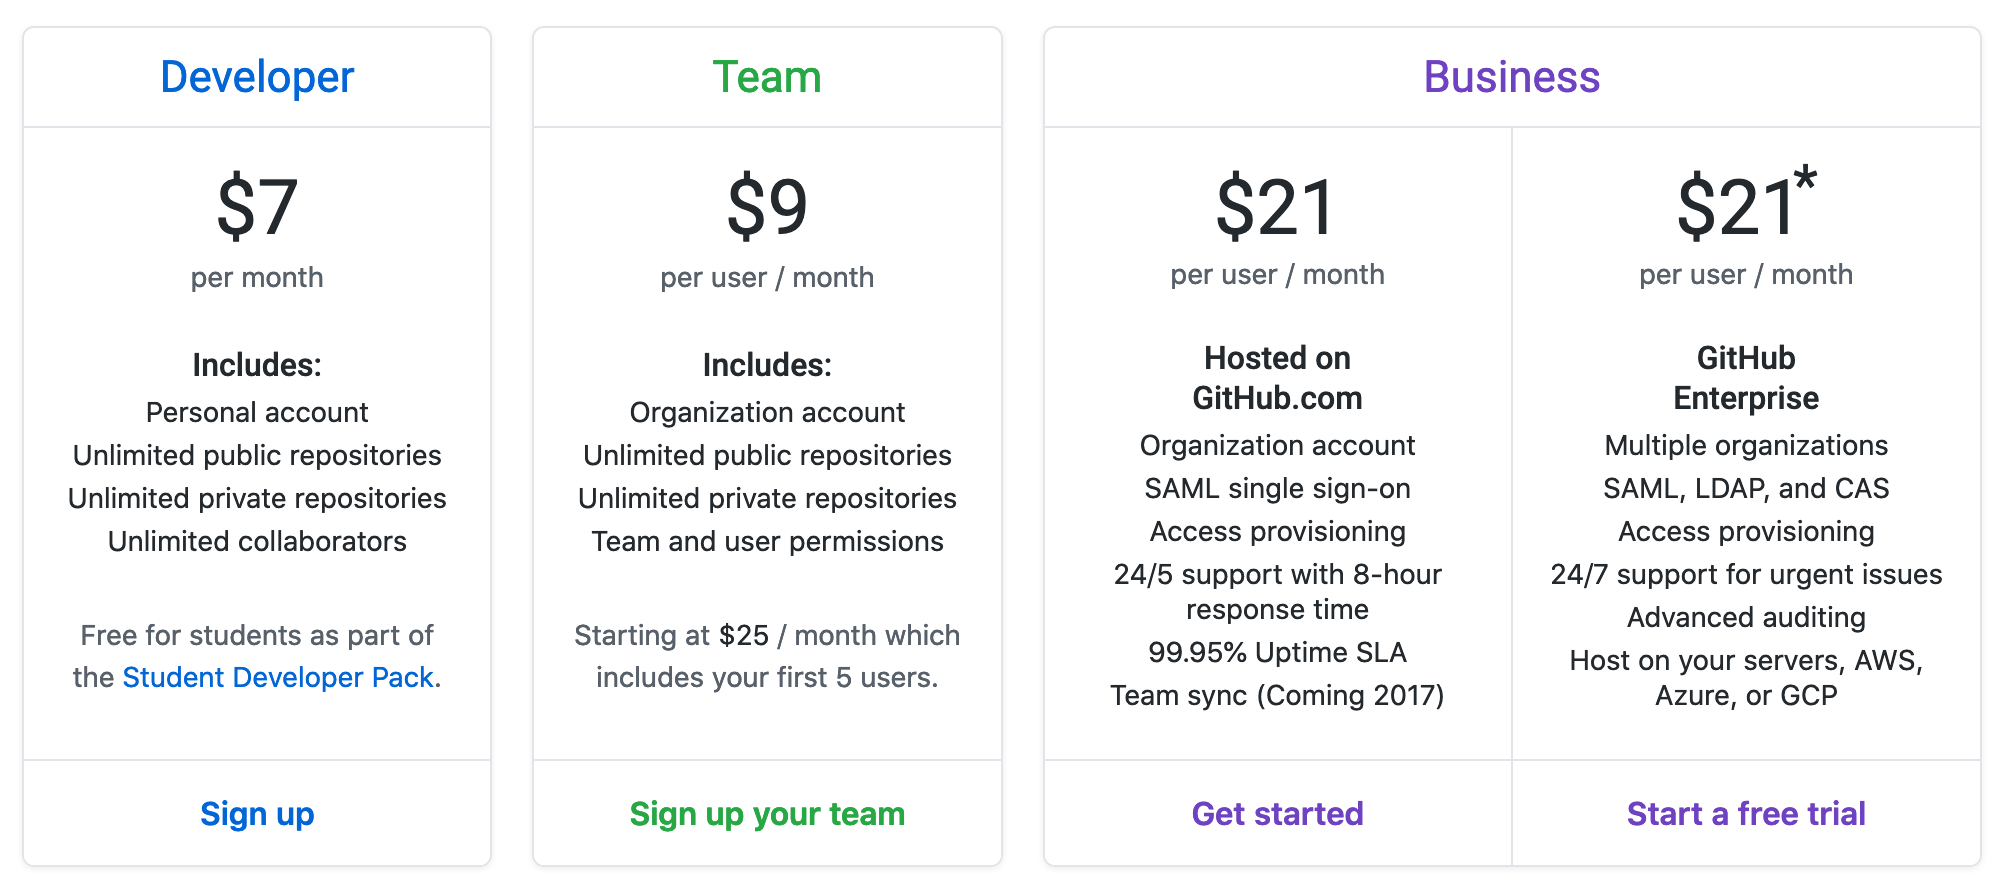 Developer
$7
per month
Includes:
Personal account
Unlimited public repositories
Unlimited private repositories
Unlimited collaborators
Free for students as part of
the Student Developer Pack.
Sign up
Team
$9
per user / month
Includes:
Organization account
Unlimited public repositories
Unlimited private repositories
Team and user permissions
Starting at $25 / month which
includes your first 5 users.
Sign up your team
Business
$21
per user / month
Hosted on
GitHub.com
Organization account
SAML single sign-on
Access provisioning
24/5 support with 8-hour
response time
99.95% Uptime SLA
Team sync (Coming 2017)
Get started
$21*
per user / month
GitHub
Enterprise
Multiple organizations
SAML, LDAP, and CAS
Access provisioning
24/7 support for urgent issues
Advanced auditing
Host on your servers, AWS,
Azure, or GCP
Start a free trial